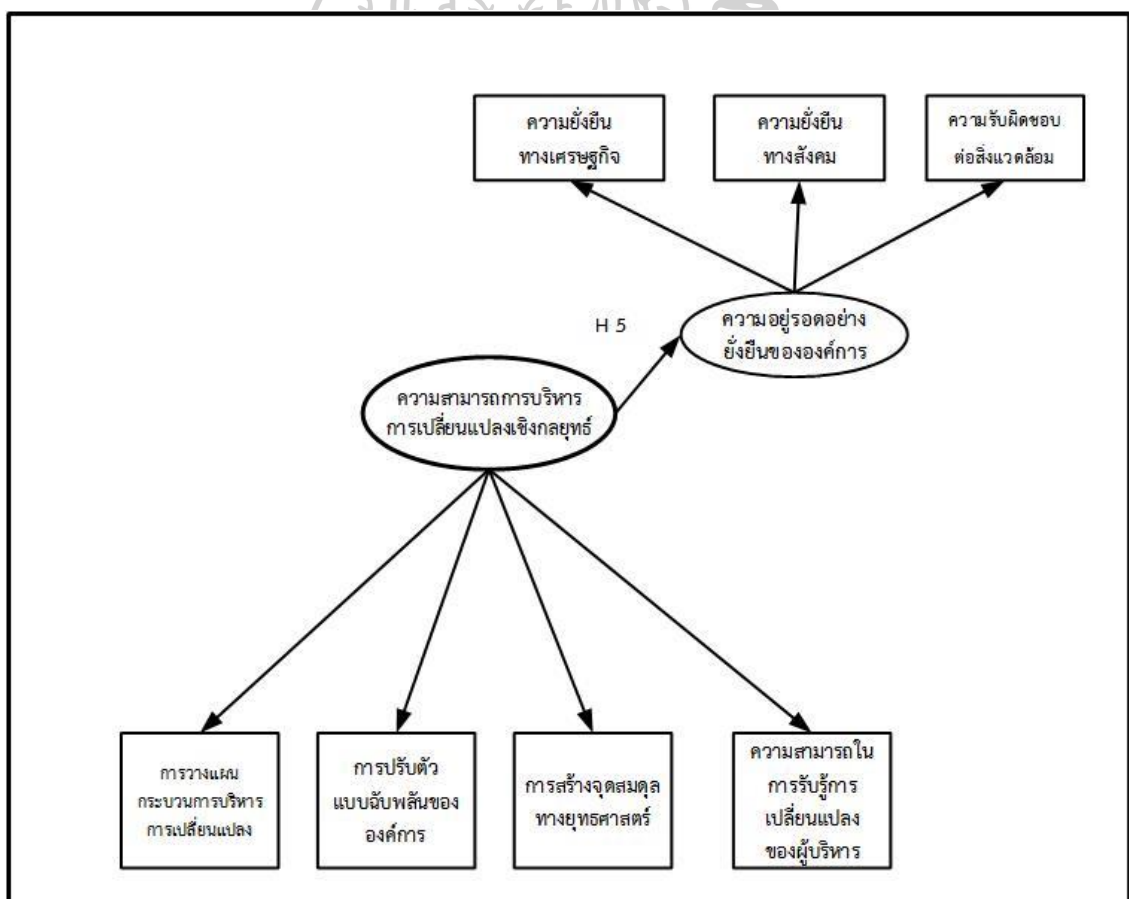 ความยั่งยืน
ทางเศรษฐกิจ
ความยั่งยืน
ทางสังคม
ความรับผิดชอบ
ต่อสิ่งแวดล้อม
H 5
ความอยู่รอดอย่าง
ยั่งยืนขององค์การ
ความสามารถการบริหาร
การเปลี่ยนแปลงเชิงกลยุทธ์
การวางแผน
กระบวนการบริหาร
การเปลี่ยนแปลง
การปรับตัว
แบบฉับพลันของ
องค์การ
การสร้างจุดสมดุล
ทางยุทธศาสตร์
ความสามารถใน
การรับรู้การ
เปลี่ยนแปลง
ของผู้บริหาร